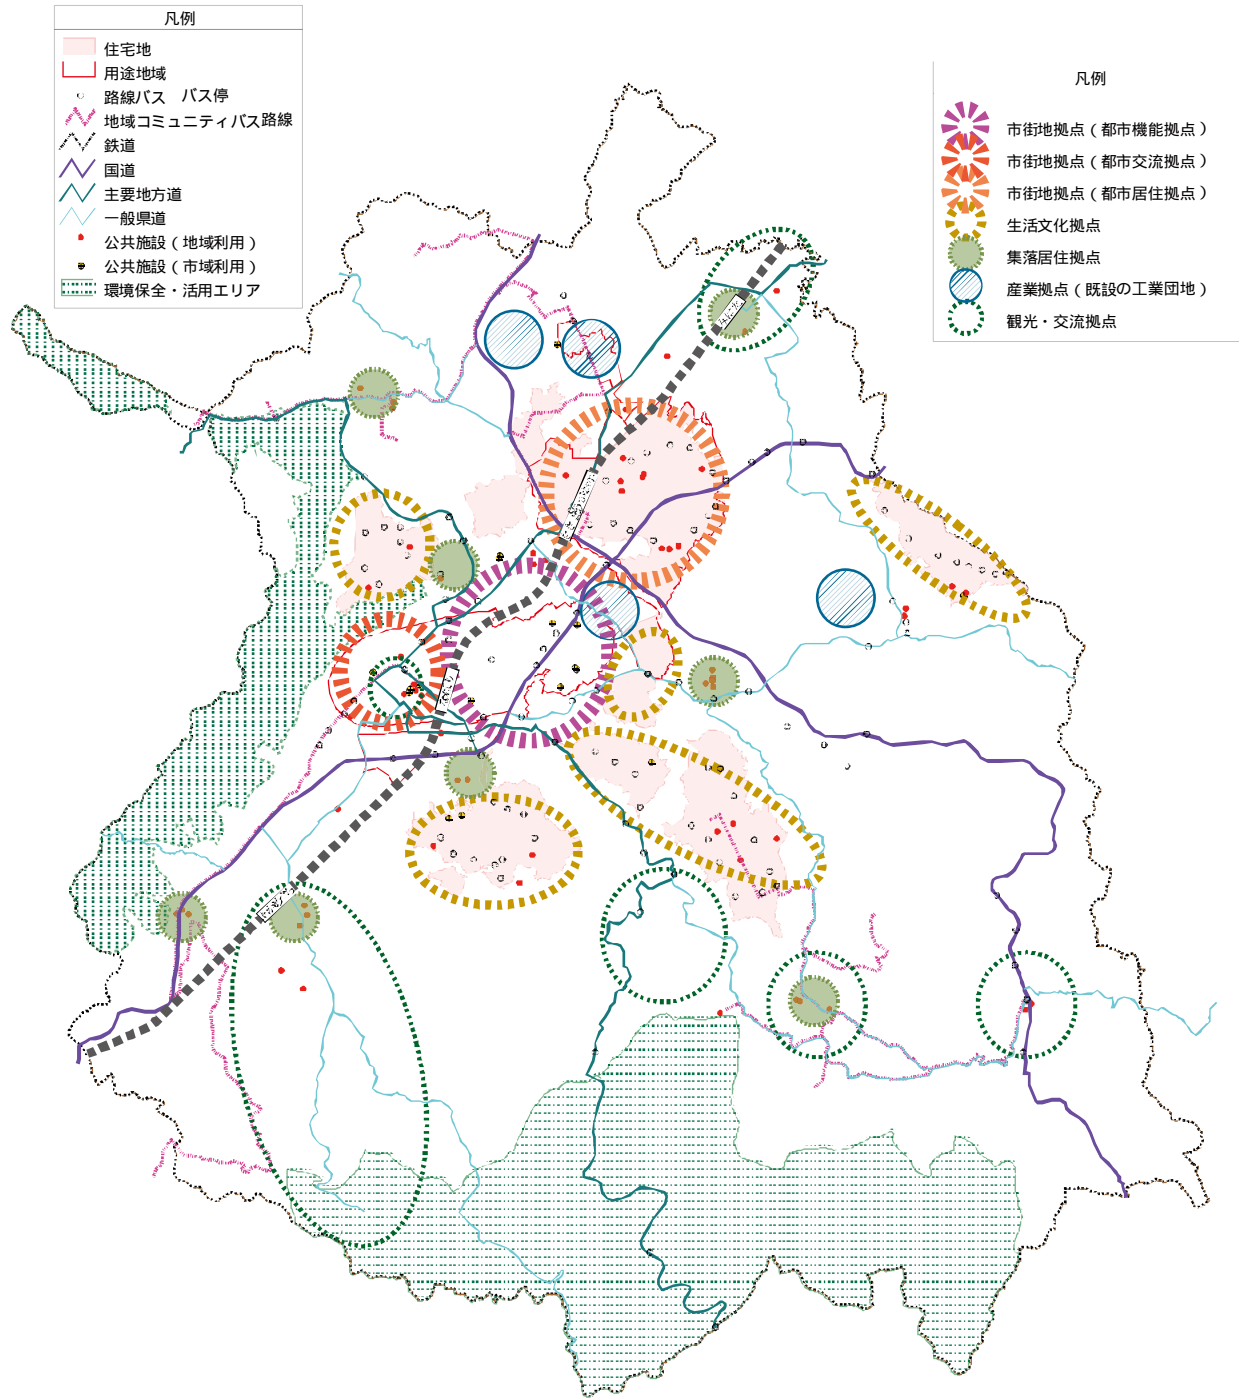 凡例
住宅地
用途地域
路線バス バス停
地域コミュニティバス路線
鉄道
国道
主要地方道
一般県道
公共施設（地域利用）
公共施設（市域利用）
環境保全・活用エリア
凡例
市街地拠点（都市機能拠点）
市街地拠点（都市交流拠点）
市街地拠点（都市居住拠点）
生活文化拠点
集落居住拠点
産業拠点（既設の工業団地）
観光・交流拠点